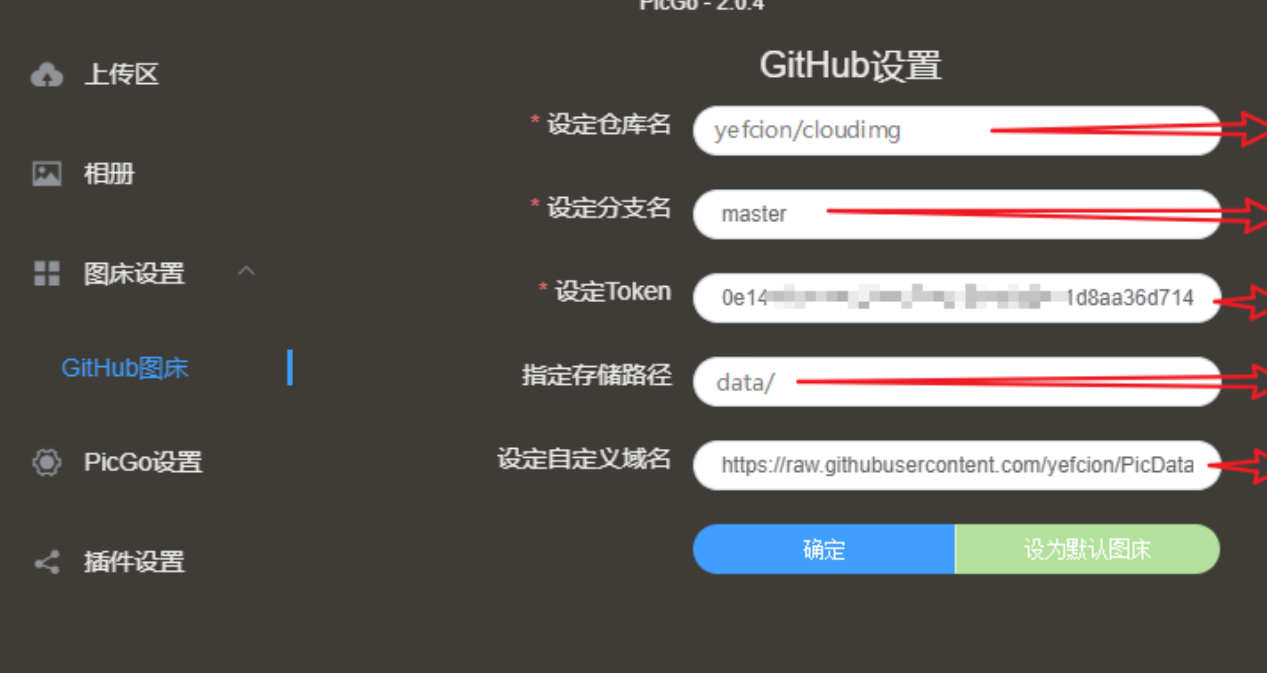 PicGo - 2.0.4
上传区
相册
图床设置
GitHub图床
PicGo设置
插件设置
GitHub设置
* 设定仓库名 yefcion/cloudimg
* 设定分支名 master
* 设定Token 0e14 1d8aa36d714
指定存储路径 data/
设定自定义域名 https://raw.githubusercontent.com/yefcion/PicData
确定 设为默认图床